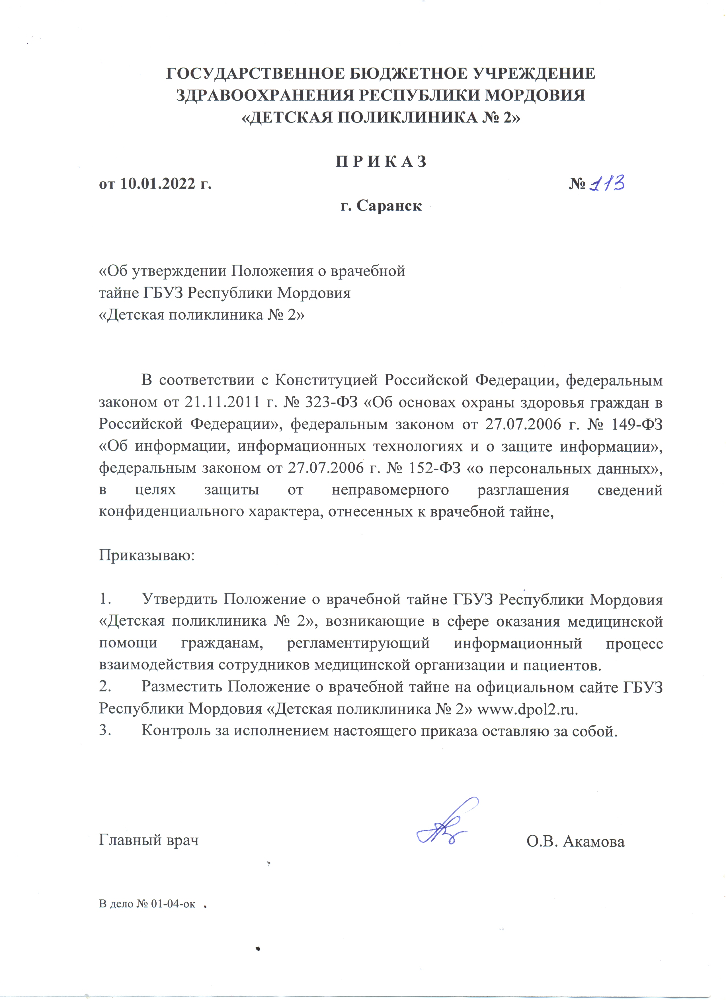 ГОСУДАРСТВЕННОЕ БЮДЖЕТНОЕ УЧРЕЖДЕНИЕ
ЗДРАВООХРАНЕНИЯ РЕСПУБЛИКИ МОРДОВИЯ
«ДЕТСКАЯ ПОЛИКЛИНИКА № 2»
П Р И К А З
от 10.01.2022 г. № 113
г. Саранск
«Об утверждении Положения о врачебной
тайне ГБУЗ Республики Мордовия
«Детская поликлиника № 2»
В соответствии с Конституцией Российской Федерации, федеральным
законом от 21.11.2011 г. № 323-ФЗ «Об основах охраны здоровья граждан в
Российской Федерации», федеральным законом от 27.07.2006 г. № 149-ФЗ
«Об информации, информационных технологиях и о защите информации»,
федеральным законом от 27.07.2006 г. № 152-ФЗ «о персональных данных»,
в целях защиты от неправомерного разглашения сведений
конфиденциального характера, отнесенных к врачебной тайне,
Приказываю:
1. Утвердить Положение о врачебной тайне ГБУЗ Республики Мордовия
«Детская поликлиника № 2», возникающие в сфере оказания медицинской
помощи гражданам, регламентирующий информационный процесс
взаимодействия сотрудников медицинской организации и пациентов.
2. Разместить Положение о врачебной тайне на официальном сайте ГБУЗ
Республики Мордовия «Детская поликлиника № 2» www.dpol2.ru.
3. Контроль за исполнением настоящего приказа оставляю за собой.
Главный врач О.В. Акамова
В дело № 01-04-ок